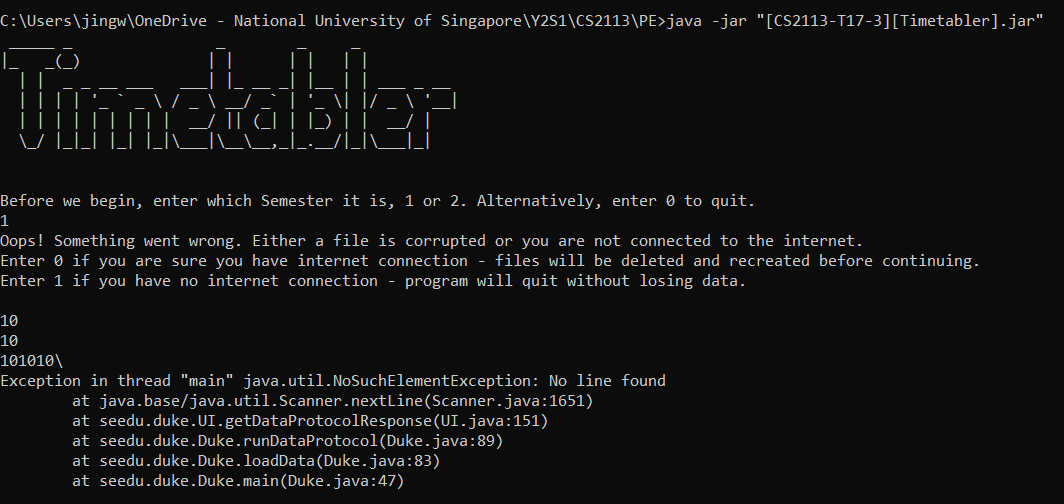 C:\Users\jingw\OneDrive - National University of Singapore\Y2S1\CS2113\PE>java -jar "[CS2113-T17-3][Timetabler].jar"
Timetabler
Before we begin, enter which Semester it is, 1 or 2. Alternatively, enter 0 to quit.
1
Oops! Something went wrong. Either a file is corrupted or you are not connected to the internet.
Enter 0 if you are sure you have internet connection - files will be deleted and recreated before continuing.
Enter 1 if you have no internet connection - program will quit without losing data.
10
10
101010\
Exception in thread "main" java.util.NoSuchElementException: No line found
at java.base/java.util.Scanner.nextLine(Scanner.java:1651)
at seedu.duke.UI.getDataProtocolResponse(UI.java:151)
at seedu.duke.Duke.runDataProtocol(Duke.java:89)
at seedu.duke.Duke.loadData(Duke.java:83)
at seedu.duke.Duke.main(Duke.java:47)